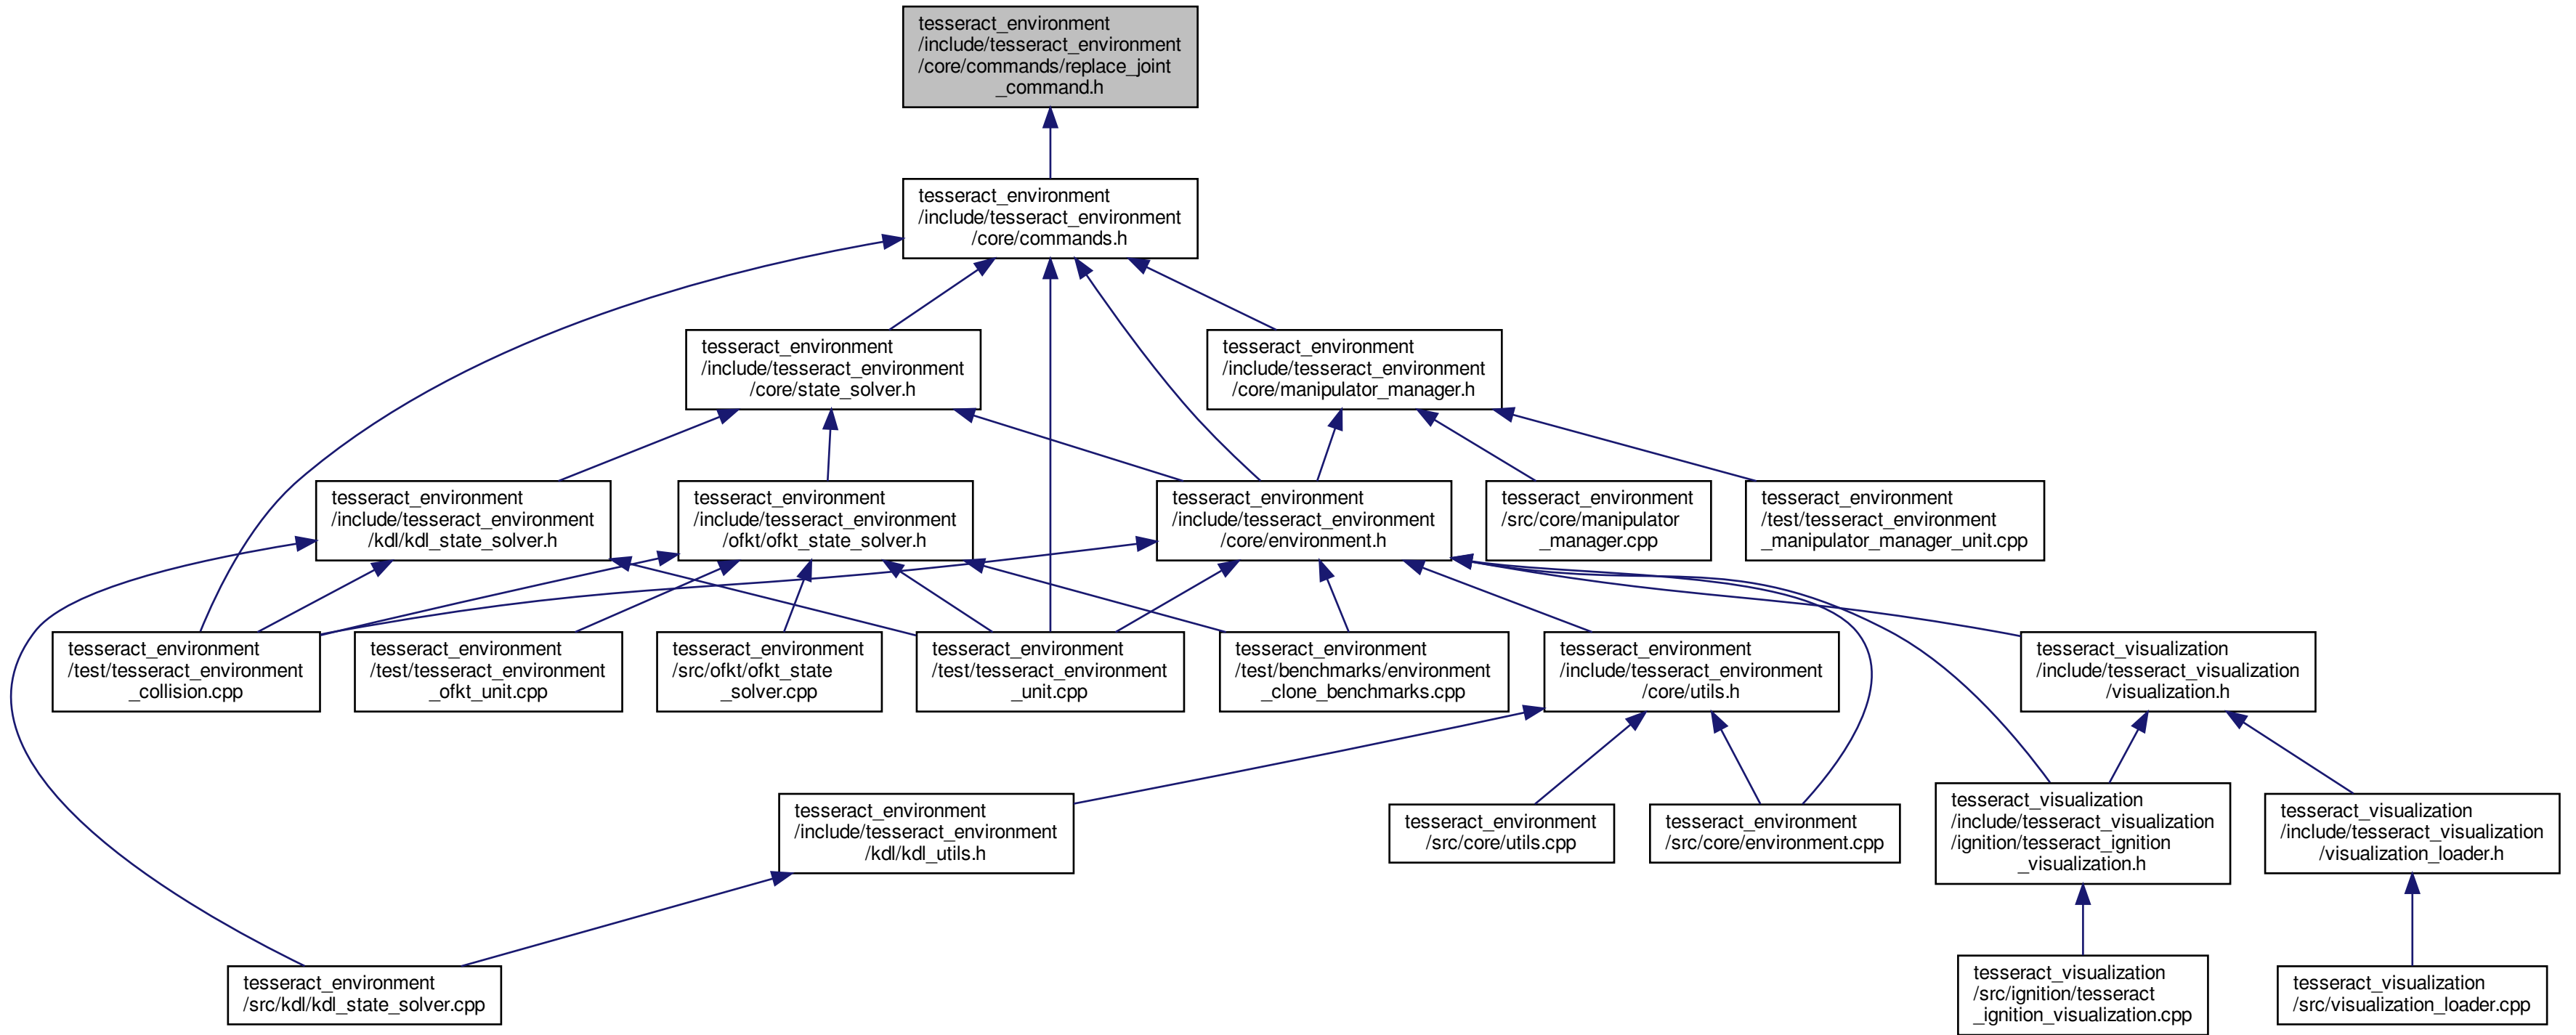 tesseract_environment
/include/tesseract_environment
/core/commands/replace_joint
_command.h
tesseract_environment
/include/tesseract_environment
/core/commands.h
tesseract_environment
/include/tesseract_environment
/core/state_solver.h
tesseract_environment
/include/tesseract_environment
/core/manipulator_manager.h
tesseract_environment
/include/tesseract_environment
/kdl/kdl_state_solver.h
tesseract_environment
/include/tesseract_environment
/ofkt/ofkt_state_solver.h
tesseract_environment
/include/tesseract_environment
/core/environment.h
tesseract_environment
/src/core/manipulator
_manager.cpp
tesseract_environment
/test/tesseract_environment
_manipulator_manager_unit.cpp
tesseract_environment
/test/tesseract_environment
_collision.cpp
tesseract_environment
/test/tesseract_environment
_ofkt_unit.cpp
tesseract_environment
/src/ofkt/ofkt_state
_solver.cpp
tesseract_environment
/test/tesseract_environment
_unit.cpp
tesseract_environment
/test/benchmarks/environment
_clone_benchmarks.cpp
tesseract_environment
/include/tesseract_environment
/core/utils.h
tesseract_visualization
/include/tesseract_visualization
/visualization.h
tesseract_environment
/include/tesseract_environment
/kdl/kdl_utils.h
tesseract_environment
/src/core/utils.cpp
tesseract_environment
/src/core/environment.cpp
tesseract_visualization
/include/tesseract_visualization
/ignition/tesseract_ignition
_visualization.h
tesseract_visualization
/include/tesseract_visualization
/visualization_loader.h
tesseract_environment
/src/kdl/kdl_state_solver.cpp
tesseract_visualization
/src/ignition/tesseract
_ignition_visualization.cpp
tesseract_visualization
/src/visualization_loader.cpp